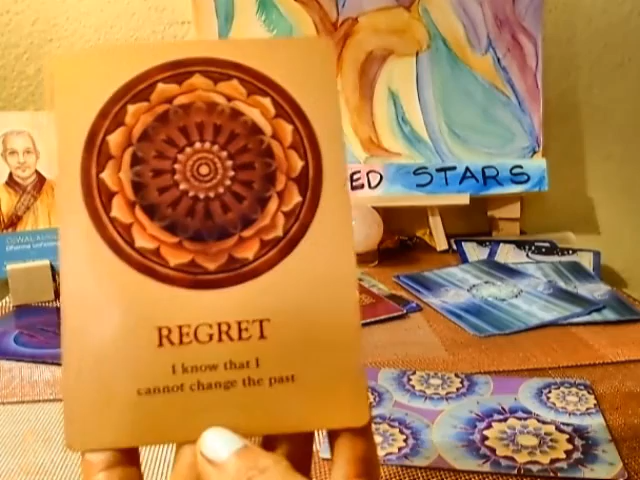 REGRET
I know that I
cannot change the past
ED STARS